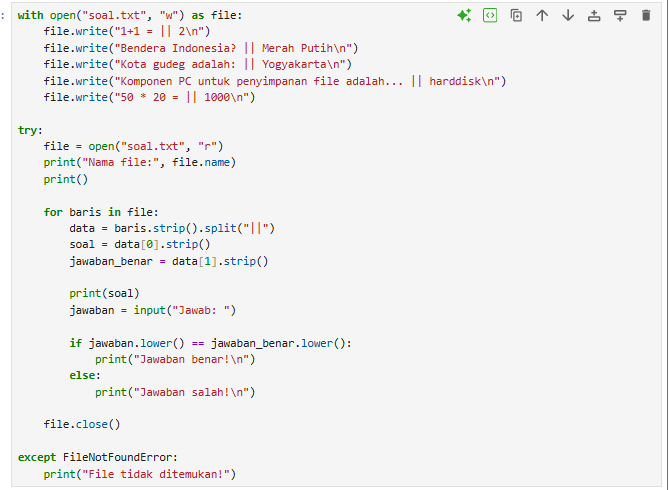 : with open("soal.txt", "w") as file:
    file.write("1+1 = || 2\n")
    file.write("Bendera Indonesia? || Merah Putih\n")
    file.write("Kota gudeg adalah: || Yogyakarta\n")
    file.write("Komponen PC untuk penyimpanan file adalah... || harddisk\n")
    file.write("50 * 20 = || 1000\n")

try:
    file = open("soal.txt", "r")
    print("Nama file:", file.name)
    print()

    for baris in file:
        data = baris.strip().split("||")
        soal = data[0].strip()
        jawaban_benar = data[1].strip()

        print(soal)
        jawaban = input("Jawab: ")

        if jawaban.lower() == jawaban_benar.lower():
            print("Jawaban benar!\n")
        else:
            print("Jawaban salah!\n")

    file.close()

except FileNotFoundError:
    print("File tidak ditemukan!")